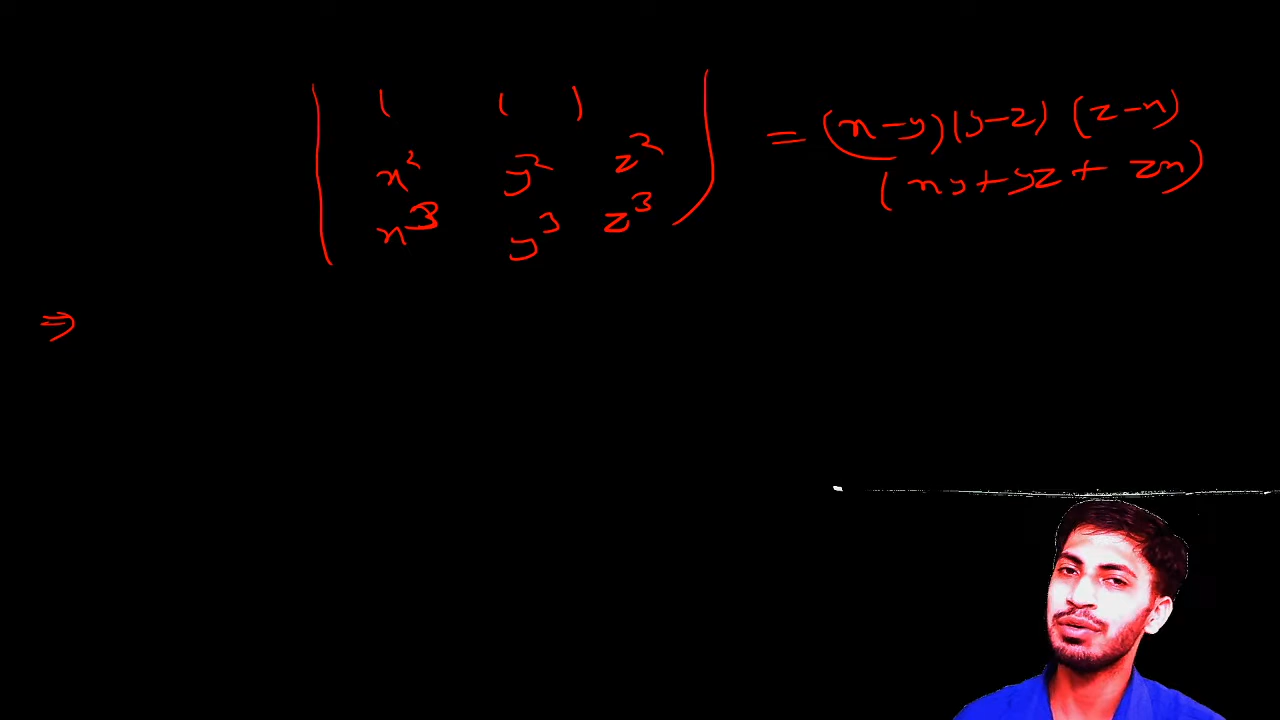 | 1 1 1 | = (x-y)(y-z) (z-x)
| x² y² z² | (xy+yz+zx)
| x³ y³ z³ |
⇒